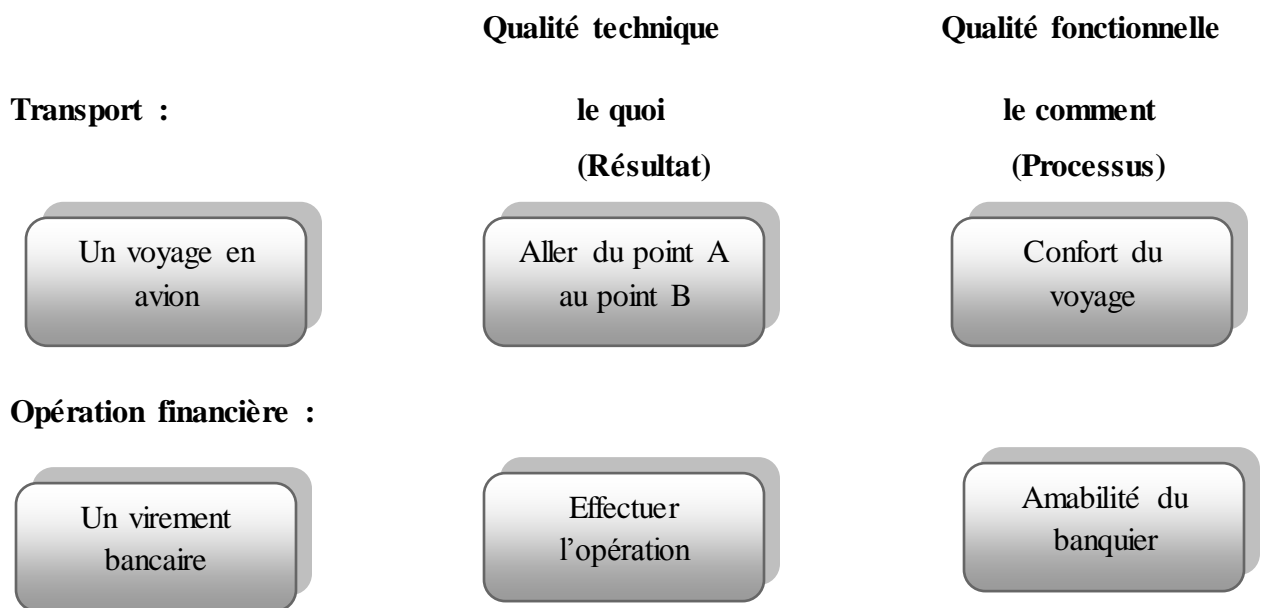 Qualité technique
Qualité fonctionnelle
Transport :
le quoi
le comment
(Résultat)
(Processus)
Un voyage en
avion
Aller du point A
au point B
Confort du
voyage
Opération financière :
Un virement
bancaire
Effectuer
l’opération
Amabilité du
banquier